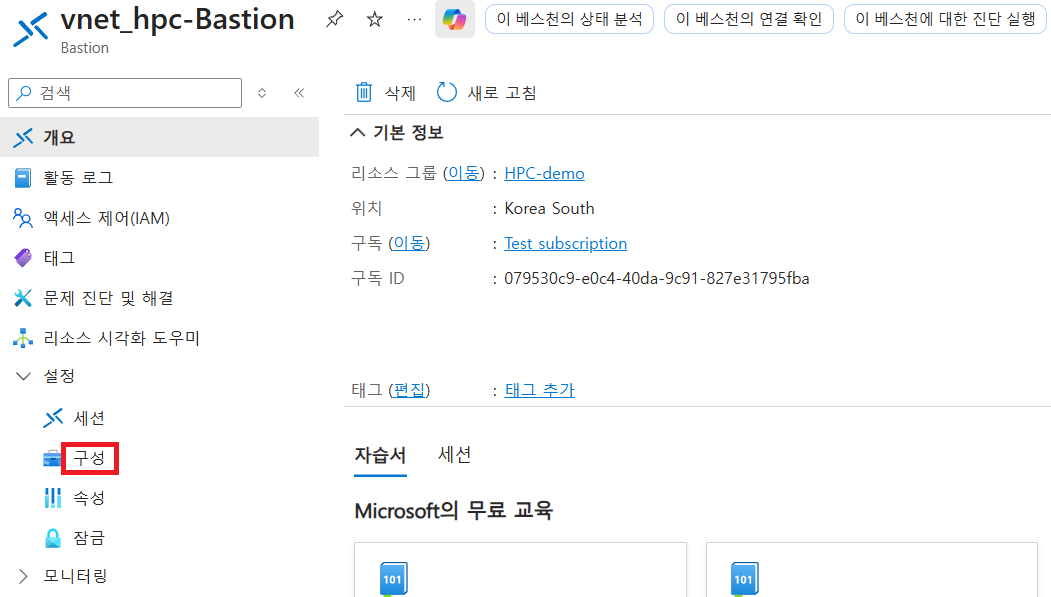 vnet_hpc-Bastion
Bastion
이 베스천의 상태 분석
이 베스천의 연결 확인
이 베스천에 대한 진단 실행
검색
개요
활동 로그
액세스 제어(IAM)
태그
문제 진단 및 해결
리소스 시각화 도우미
설정
세션
구성
속성
잠금
모니터링
삭제
새로 고침
기본 정보
리소스 그룹 (이동) : HPC-demo
위치 : Korea South
구독 (이동) : Test subscription
구독 ID : 079530c9-e0c4-40da-9c91-827e31795fba
태그 (편집) : 태그 추가
자습서 세션
Microsoft의 무료 교육
101
101